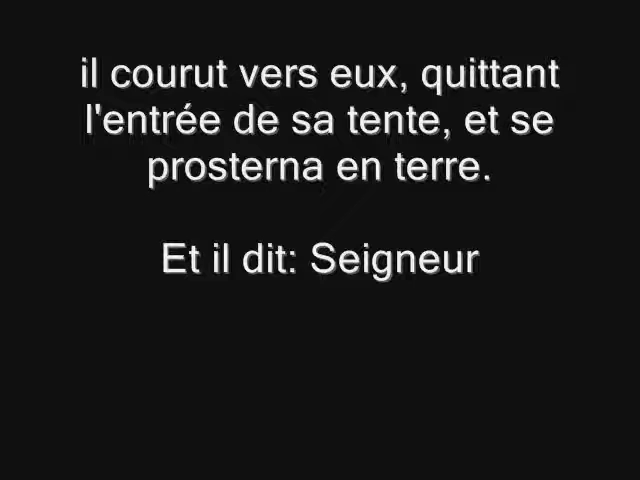 il courut vers eux, quittant
l'entrée de sa tente, et se
prosterna en terre.
Et il dit: Seigneur